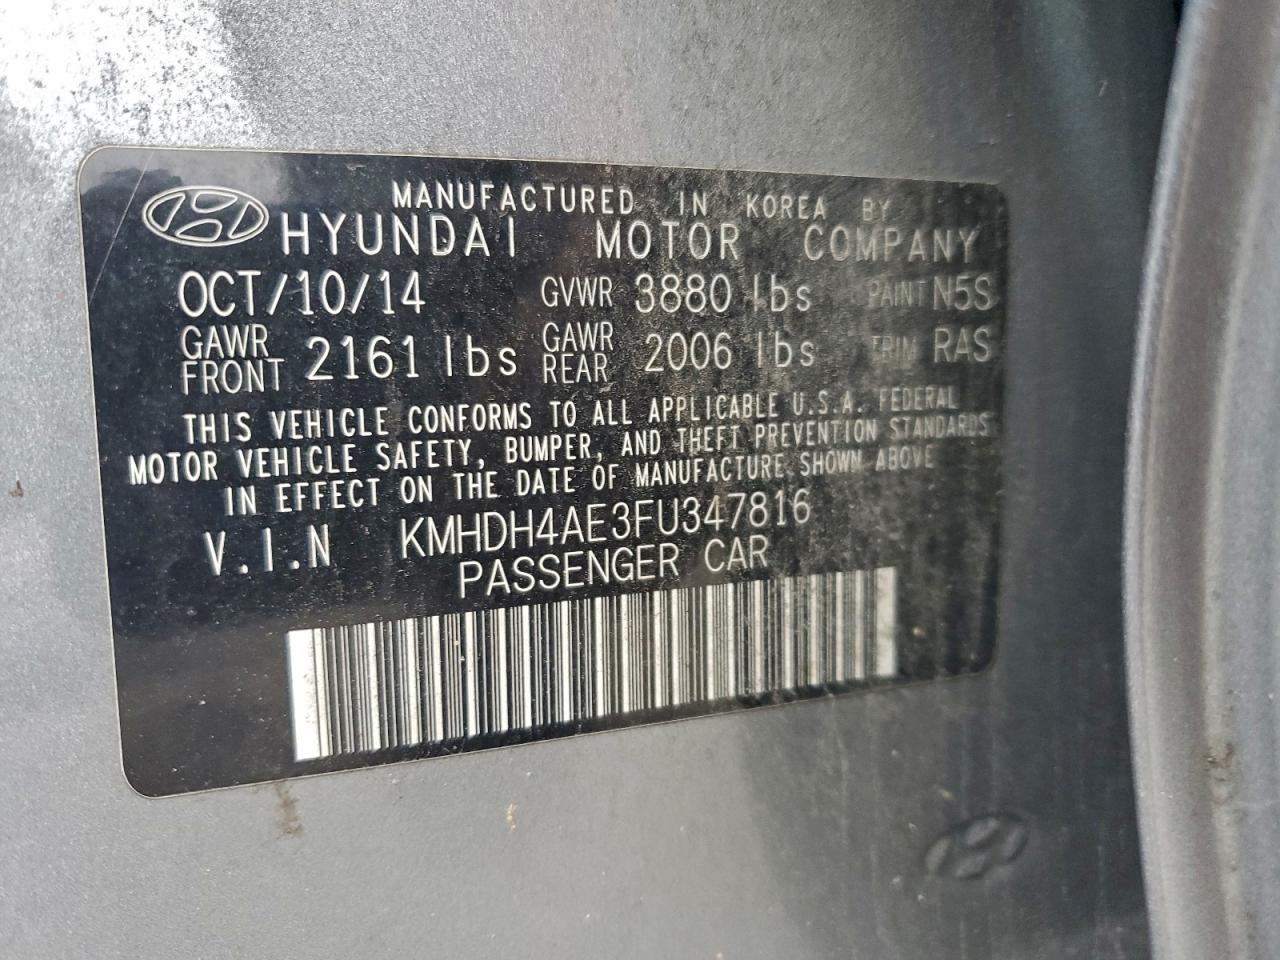 MANUFACTURED IN KOREA BY
HYUNDAI MOTOR COMPANY
OCT/10/14 GVWR 3880 lbs PAINT N5S
GAWR FRONT 2161 lbs GAWR REAR 2006 lbs TRIM RAS
THIS VEHICLE CONFORMS TO ALL APPLICABLE U.S.A. FEDERAL
MOTOR VEHICLE SAFETY, BUMPER, AND THEFT PREVENTION STANDARDS
IN EFFECT ON THE DATE OF MANUFACTURE SHOWN ABOVE
V.I.N KMHDH4AE3FU347816
PASSENGER CAR